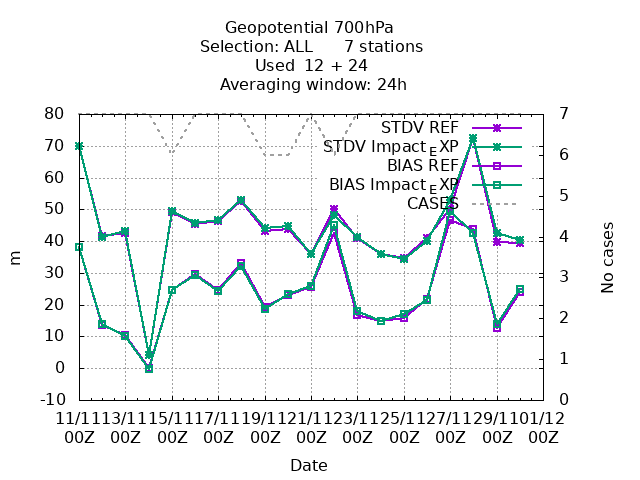 Geopotential 700hPa
Selection: ALL      7 stations
Used  12 + 24
Averaging window: 24h
80 7
STDV REF
70
STDV Impact_EXP
6
60
BIAS REF
BIAS Impact_EXP
5
50
CASES
40 4
m
No cases
30 3
20 2
10
1
0
-10 0
11/11 13/11 15/11 17/11 19/11 21/11 23/11 25/11 27/11 29/11 01/12
00Z 00Z 00Z 00Z 00Z 00Z 00Z 00Z 00Z 00Z 00Z
Date